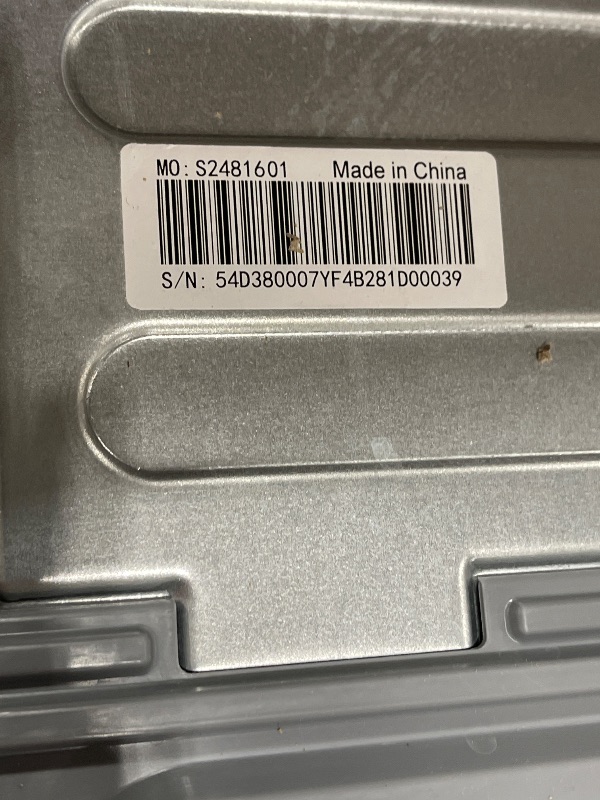 MO: S2481601 Made in China
S/N: 54D380007YF4B281D00039